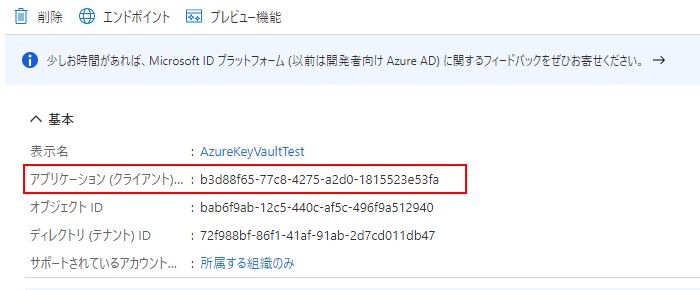 削除 エンドポイント プレビュー機能
少しお時間があれば、Microsoft ID プラットフォーム (以前は開発者向け Azure AD) に関するフィードバックをぜひお寄せください。 →
基本
表示名 : AzureKeyVaultTest
アプリケーション (クライアント)... : b3d88f65-77c8-4275-a2d0-1815523e53fa
オブジェクト ID : bab6f9ab-12c5-440c-af5c-496f9a512940
ディレクトリ (テナント) ID : 72f988bf-86f1-41af-91ab-2d7cd011db47
サポートされているアカウント... : 所属する組織のみ